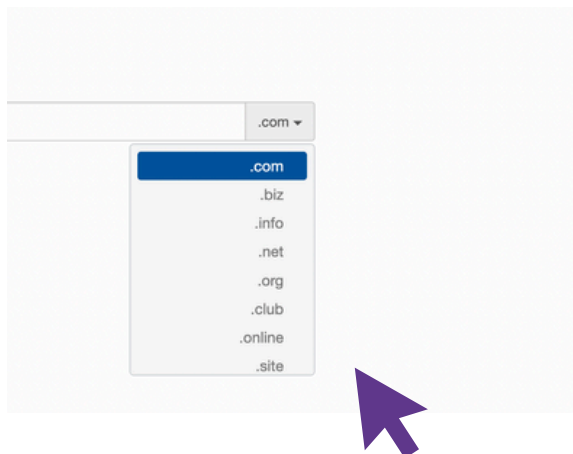 .com
.com
.biz
.info
.net
.org
.club
.online
.site